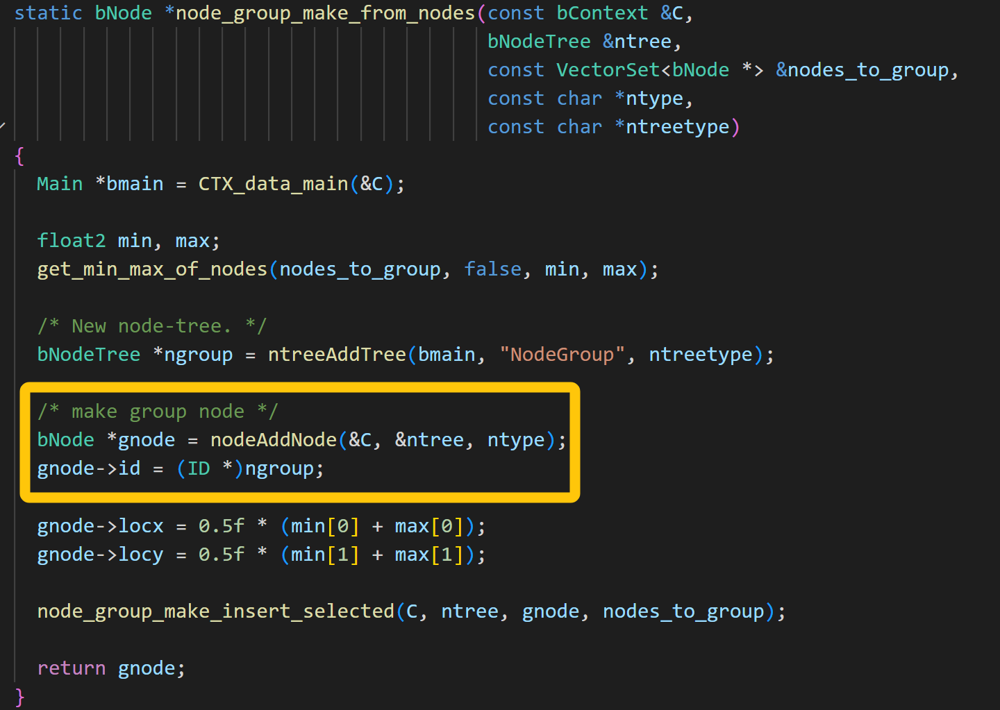 static bNode *node_group_make_from_nodes(const bContext &C,
bNodeTree &ntree,
const VectorSet<bNode *> &nodes_to_group,
const char *ntype,
const char *ntreetype)
{
Main *bmain = CTX_data_main(&C);
float2 min, max;
get_min_max_of_nodes(nodes_to_group, false, min, max);
/* New node-tree. */
bNodeTree *ngroup = ntreeAddTree(bmain, "NodeGroup", ntreetype);
/* make group node */
bNode *gnode = nodeAddNode(&C, &ntree, ntype);
gnode->id = (ID *)ngroup;
gnode->locx = 0.5f * (min[0] + max[0]);
gnode->locy = 0.5f * (min[1] + max[1]);
node_group_make_insert_selected(C, ntree, gnode, nodes_to_group);
return gnode;
}